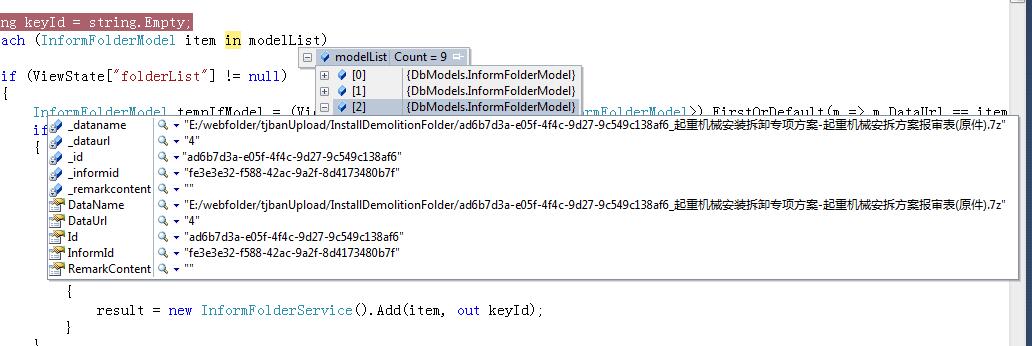 ng keyId = string.Empty;
ach (InformFolderModel item in modelList)
modelList Count = 9
if (ViewState["folderList"] != null)
[0] {DbModels.InformFolderModel}
{
[1] {DbModels.InformFolderModel}
[2] {DbModels.InformFolderModel}
InformFolderModel tempIfModel = (Vi rmFolderModel>)).FirstOrDefault(m => m.DataUrl == item
if
{
_dataname "E:/webfolder/tjbanUpload/InstallDemolitionFolder/ad6b7d3a-e05f-4f4c-9d27-9c549c138af6_起重机械安装拆卸专项方案-起重机械安拆方案报审表(原件).7z"
_dataurl "4"
_id "ad6b7d3a-e05f-4f4c-9d27-9c549c138af6"
_informid "fe3e3e32-f588-42ac-9a2f-8d4173480b7f"
_remarkcontent ""
DataName "E:/webfolder/tjbanUpload/InstallDemolitionFolder/ad6b7d3a-e05f-4f4c-9d27-9c549c138af6_起重机械安装拆卸专项方案-起重机械安拆方案报审表(原件).7z"
DataUrl "4"
Id "ad6b7d3a-e05f-4f4c-9d27-9c549c138af6"
InformId "fe3e3e32-f588-42ac-9a2f-8d4173480b7f"
RemarkContent ""
{
result = new InformFolderService().Add(item, out keyId);
}